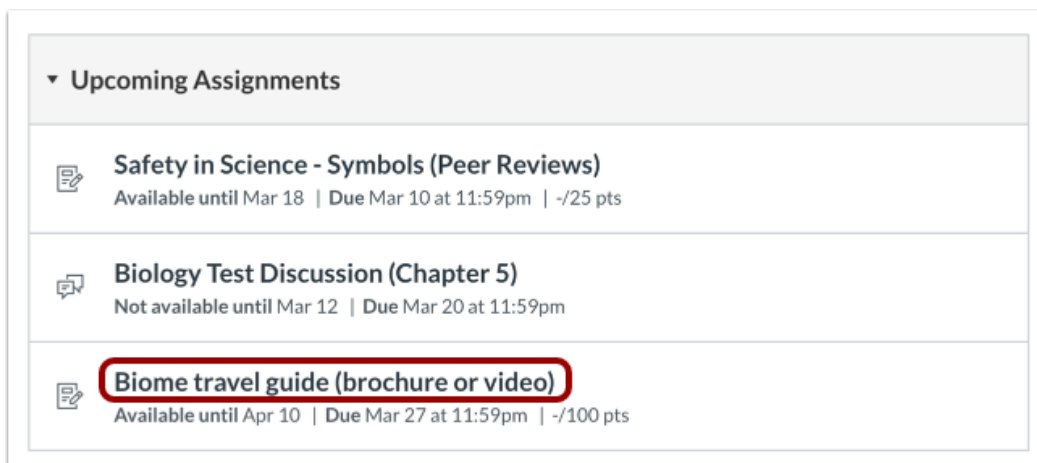 Upcoming Assignments
Safety in Science - Symbols (Peer Reviews)
Available until Mar 18 | Due Mar 10 at 11:59pm | -/25 pts
Biology Test Discussion (Chapter 5)
Not available until Mar 12 | Due Mar 20 at 11:59pm
Biome travel guide (brochure or video)
Available until Apr 10 | Due Mar 27 at 11:59pm | -/100 pts